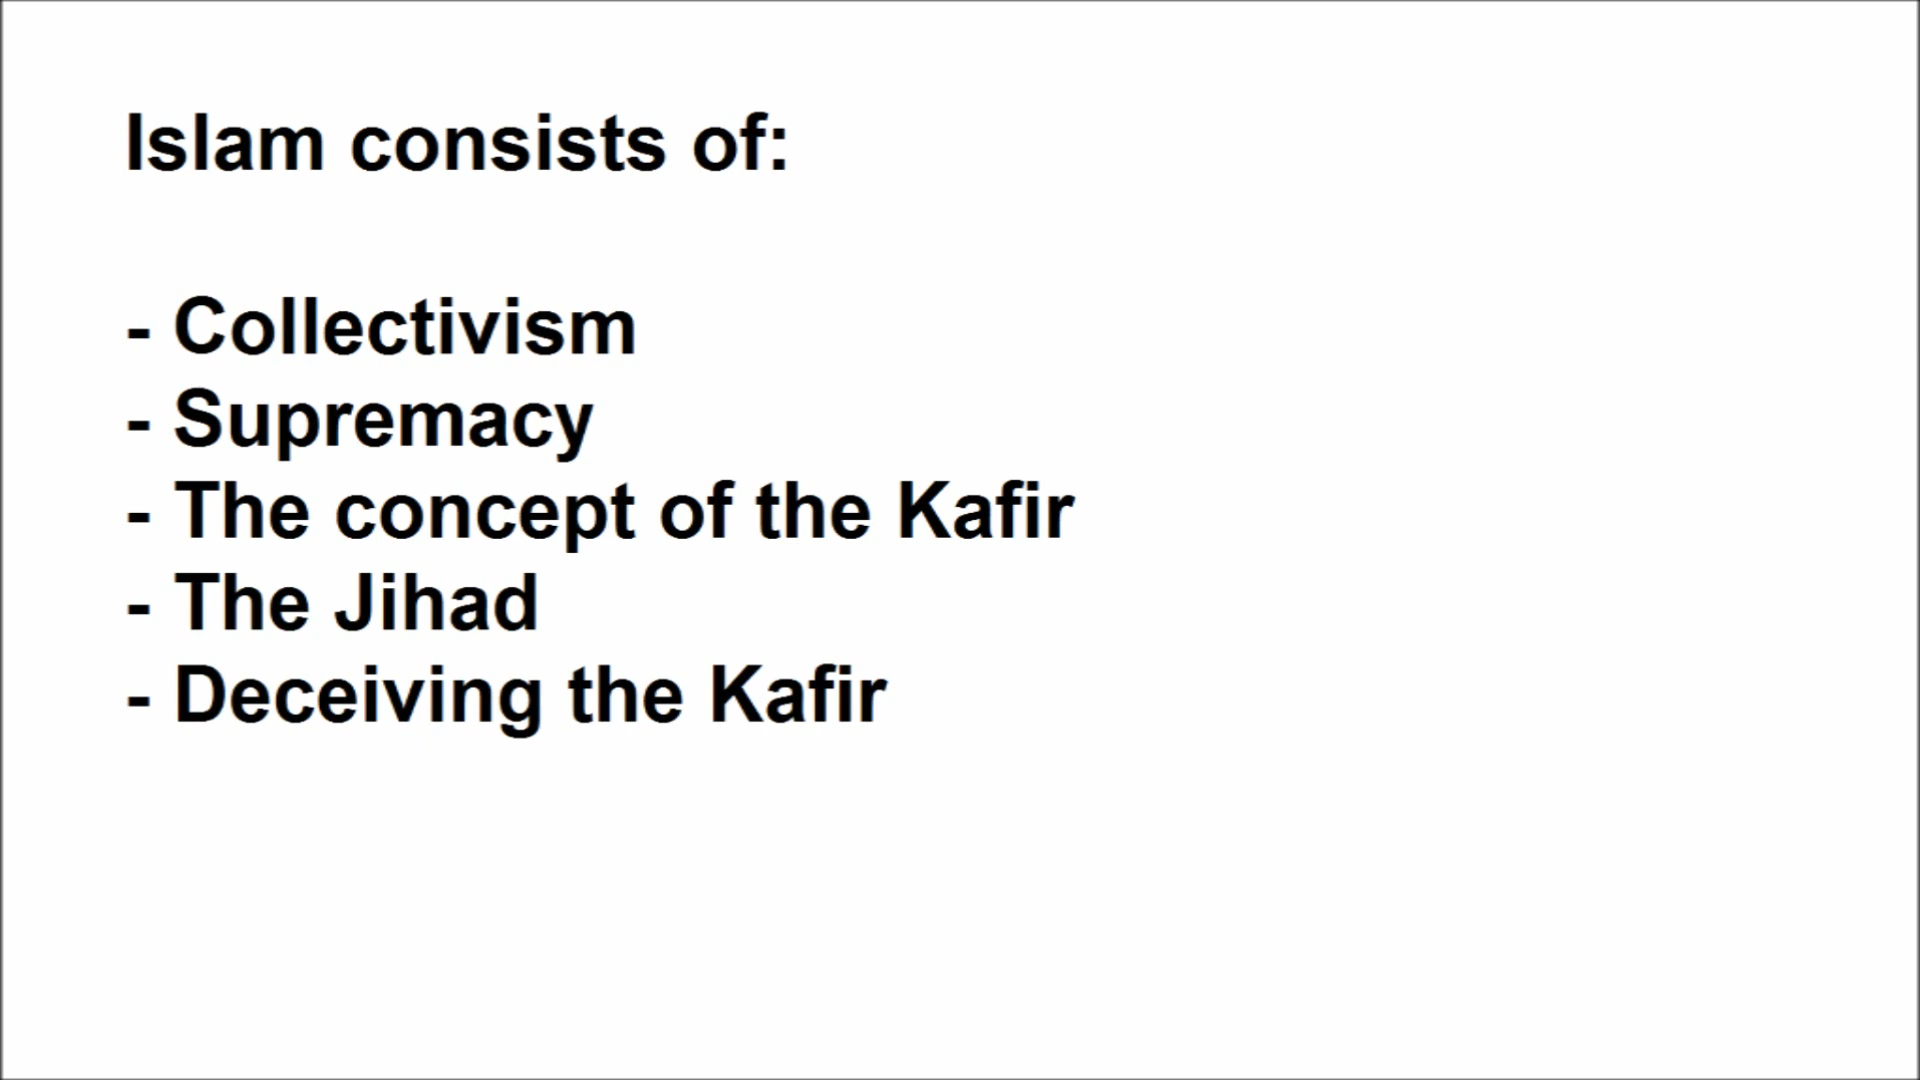 Islam consists of:
- Collectivism
- Supremacy
- The concept of the Kafir
- The Jihad
- Deceiving the Kafir